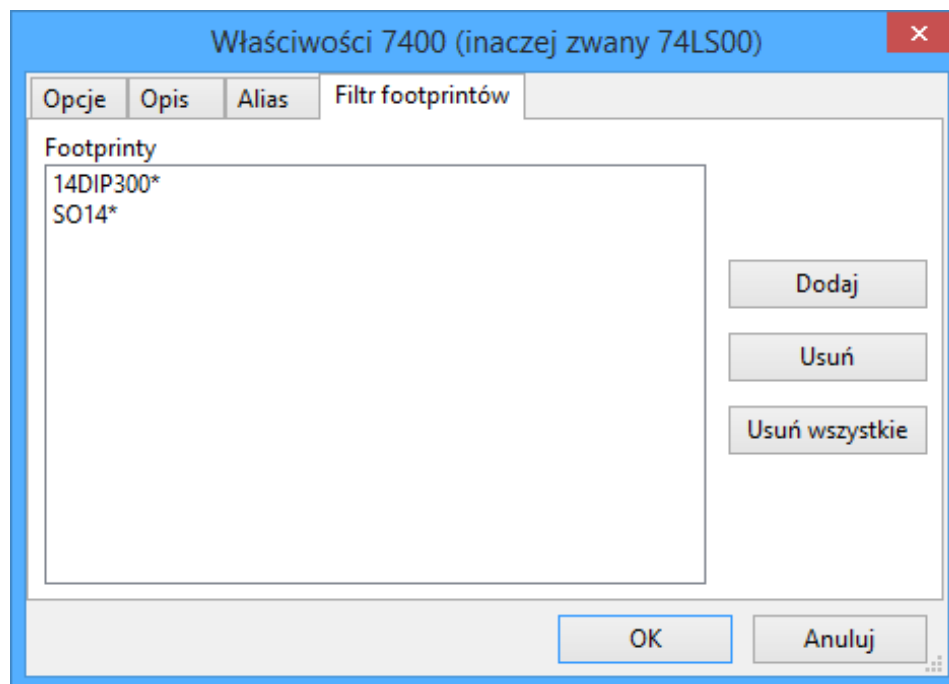 Właściwości 7400 (inaczej zwany 74LS00)
Opcje Opis Alias Filtr footprintów
Footprinty
14DIP300*
SO14*
Dodaj
Usuń
Usuń wszystkie
OK Anuluj